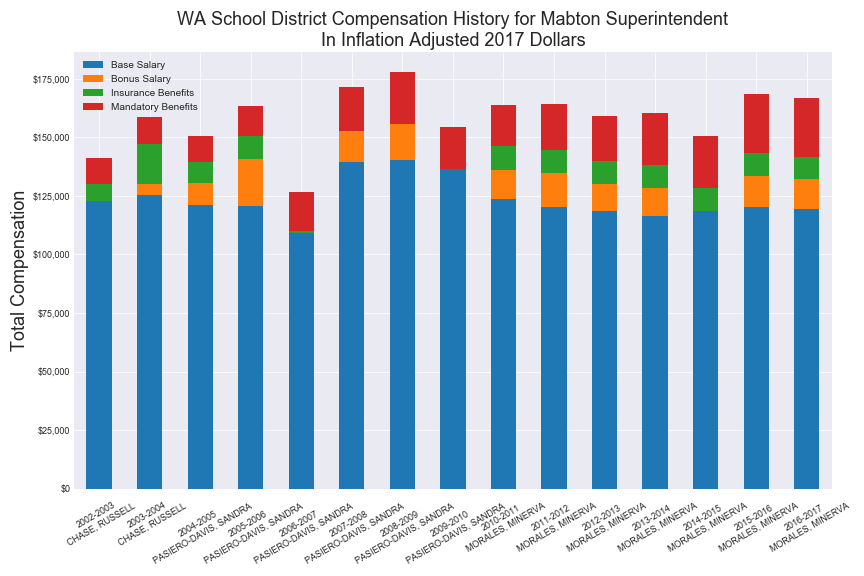 WA School District Compensation History for Mabton Superintendent
In Inflation Adjusted 2017 Dollars
Base Salary
Bonus Salary
Insurance Benefits
Mandatory Benefits
Total Compensation
$175,000
$150,000
$125,000
$100,000
$75,000
$50,000
$25,000
$0
2002-2003
CHASE, RUSSELL
2003-2004
CHASE, RUSSELL
2004-2005
PASIERO-DAVIS, SANDRA
2005-2006
PASIERO-DAVIS, SANDRA
2006-2007
PASIERO-DAVIS, SANDRA
2007-2008
PASIERO-DAVIS, SANDRA
2008-2009
PASIERO-DAVIS, SANDRA
2009-2010
PASIERO-DAVIS, SANDRA
2010-2011
MORALES, MINERVA
2011-2012
MORALES, MINERVA
2012-2013
MORALES, MINERVA
2013-2014
MORALES, MINERVA
2014-2015
MORALES, MINERVA
2015-2016
MORALES, MINERVA
2016-2017
MORALES, MINERVA